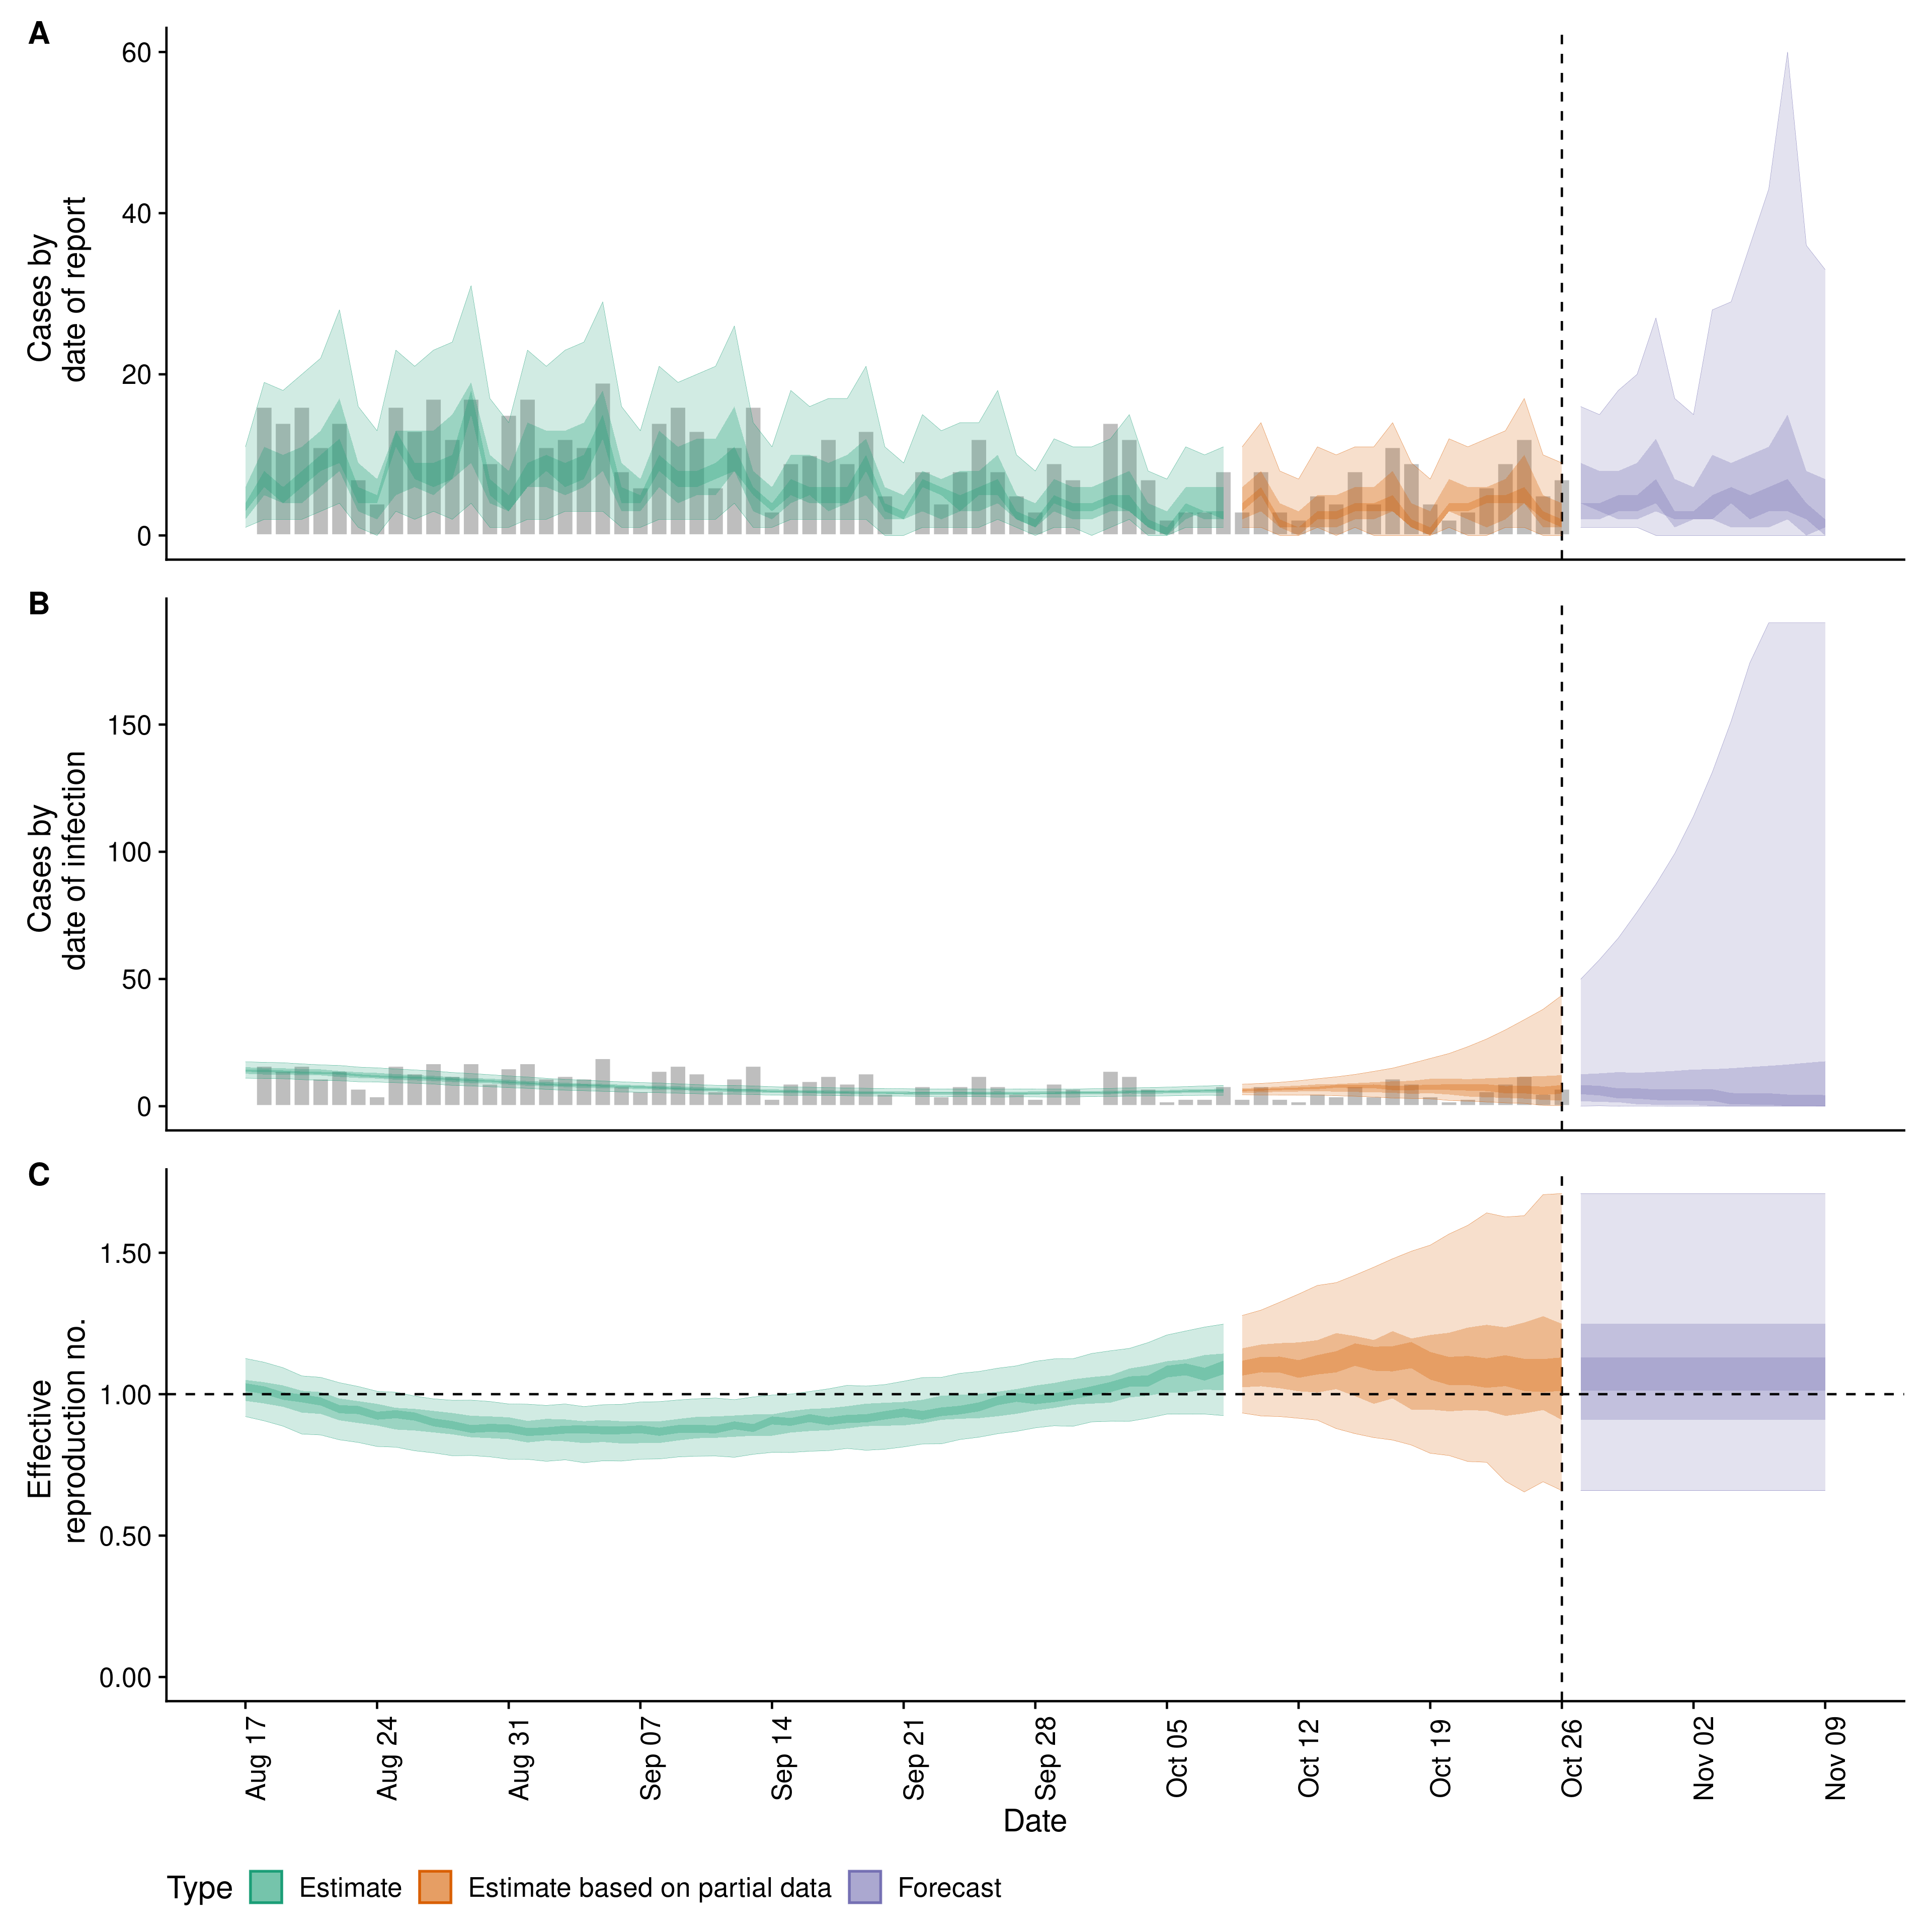 A
60
40
20
0
Cases by
date of report
B
150
100
50
0
Cases by
date of infection
C
1.50
1.00
0.50
0.00
Effective
reproduction no.
Aug 17
Aug 24
Aug 31
Sep 07
Sep 14
Sep 21
Sep 28
Oct 05
Oct 12
Oct 19
Oct 26
Nov 02
Nov 09
Date
Type Estimate Estimate based on partial data Forecast